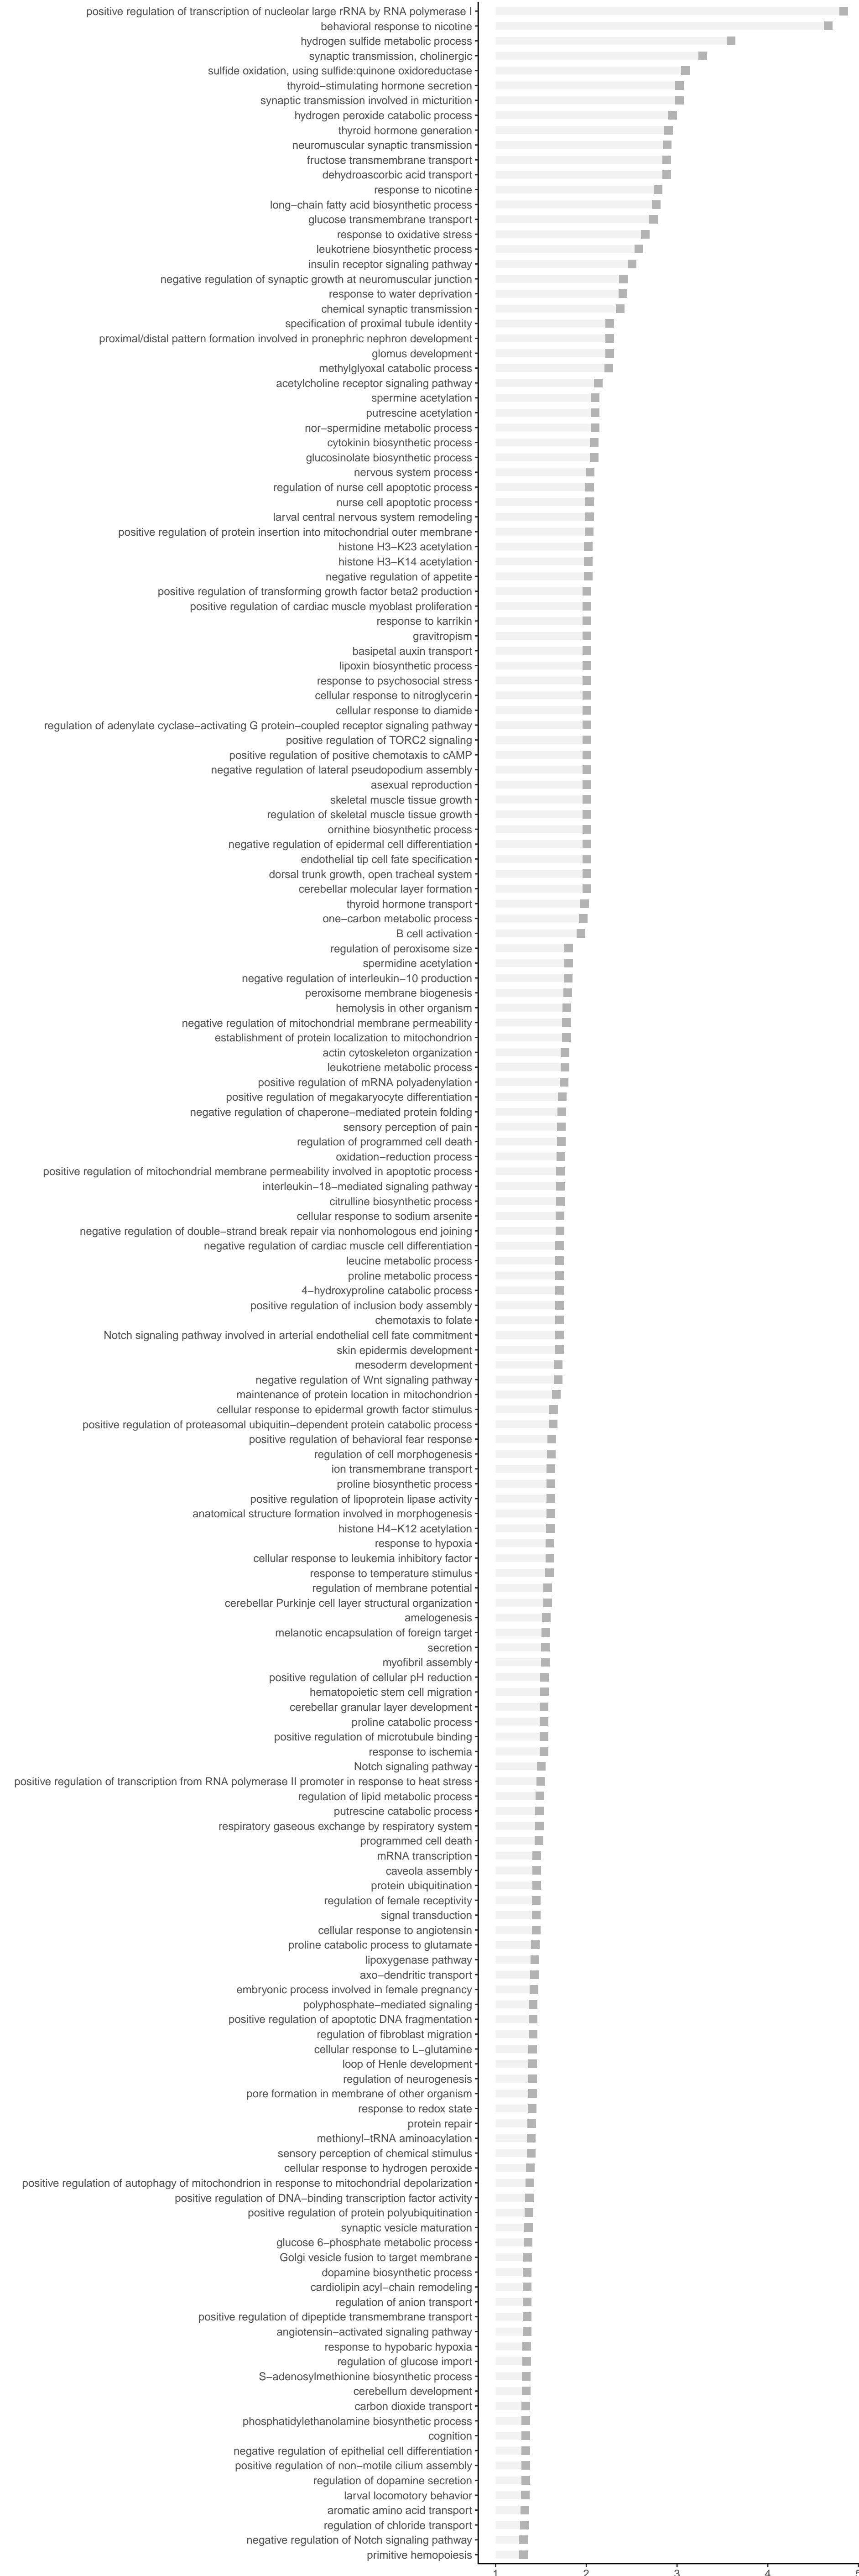 positive regulation of transcription of nucleolar large rRNA by RNA polymerase I
behavioral response to nicotine
hydrogen sulfide metabolic process
synaptic transmission, cholinergic
sulfide oxidation, using sulfide:quinone oxidoreductase
thyroid−stimulating hormone secretion
synaptic transmission involved in micturition
hydrogen peroxide catabolic process
thyroid hormone generation
neuromuscular synaptic transmission
fructose transmembrane transport
dehydroascorbic acid transport
response to nicotine
long−chain fatty acid biosynthetic process
glucose transmembrane transport
response to oxidative stress
leukotriene biosynthetic process
insulin receptor signaling pathway
negative regulation of synaptic growth at neuromuscular junction
response to water deprivation
chemical synaptic transmission
specification of proximal tubule identity
proximal/distal pattern formation involved in pronephric nephron development
glomus development
methylglyoxal catabolic process
acetylcholine receptor signaling pathway
spermine acetylation
putrescine acetylation
nor−spermidine metabolic process
cytokinin biosynthetic process
glucosinolate biosynthetic process
nervous system process
regulation of nurse cell apoptotic process
nurse cell apoptotic process
larval central nervous system remodeling
positive regulation of protein insertion into mitochondrial outer membrane
histone H3−K23 acetylation
histone H3−K14 acetylation
negative regulation of appetite
positive regulation of transforming growth factor beta2 production
positive regulation of cardiac muscle myoblast proliferation
response to karrikin
gravitropism
basipetal auxin transport
lipoxin biosynthetic process
response to psychosocial stress
cellular response to nitroglycerin
cellular response to diamide
regulation of adenylate cyclase−activating G protein−coupled receptor signaling pathway
positive regulation of TORC2 signaling
positive regulation of positive chemotaxis to cAMP
negative regulation of lateral pseudopodium assembly
asexual reproduction
skeletal muscle tissue growth
regulation of skeletal muscle tissue growth
ornithine biosynthetic process
negative regulation of epidermal cell differentiation
endothelial tip cell fate specification
dorsal trunk growth, open tracheal system
cerebellar molecular layer formation
thyroid hormone transport
one−carbon metabolic process
B cell activation
regulation of peroxisome size
spermidine acetylation
negative regulation of interleukin−10 production
peroxisome membrane biogenesis
hemolysis in other organism
negative regulation of mitochondrial membrane permeability
establishment of protein localization to mitochondrion
actin cytoskeleton organization
leukotriene metabolic process
positive regulation of mRNA polyadenylation
positive regulation of megakaryocyte differentiation
negative regulation of chaperone−mediated protein folding
sensory perception of pain
regulation of programmed cell death
oxidation−reduction process
positive regulation of mitochondrial membrane permeability involved in apoptotic process
interleukin−18−mediated signaling pathway
citrulline biosynthetic process
cellular response to sodium arsenite
negative regulation of double−strand break repair via nonhomologous end joining
negative regulation of cardiac muscle cell differentiation
leucine metabolic process
proline metabolic process
4−hydroxyproline catabolic process
positive regulation of inclusion body assembly
chemotaxis to folate
Notch signaling pathway involved in arterial endothelial cell fate commitment
skin epidermis development
mesoderm development
negative regulation of Wnt signaling pathway
maintenance of protein location in mitochondrion
cellular response to epidermal growth factor stimulus
positive regulation of proteasomal ubiquitin−dependent protein catabolic process
positive regulation of behavioral fear response
regulation of cell morphogenesis
ion transmembrane transport
proline biosynthetic process
positive regulation of lipoprotein lipase activity
anatomical structure formation involved in morphogenesis
histone H4−K12 acetylation
response to hypoxia
cellular response to leukemia inhibitory factor
response to temperature stimulus
regulation of membrane potential
cerebellar Purkinje cell layer structural organization
amelogenesis
melanotic encapsulation of foreign target
secretion
myofibril assembly
positive regulation of cellular pH reduction
hematopoietic stem cell migration
cerebellar granular layer development
proline catabolic process
positive regulation of microtubule binding
response to ischemia
Notch signaling pathway
positive regulation of transcription from RNA polymerase II promoter in response to heat stress
regulation of lipid metabolic process
putrescine catabolic process
respiratory gaseous exchange by respiratory system
programmed cell death
mRNA transcription
caveola assembly
protein ubiquitination
regulation of female receptivity
signal transduction
cellular response to angiotensin
proline catabolic process to glutamate
lipoxygenase pathway
axo−dendritic transport
embryonic process involved in female pregnancy
polyphosphate−mediated signaling
positive regulation of apoptotic DNA fragmentation
regulation of fibroblast migration
cellular response to L−glutamine
loop of Henle development
regulation of neurogenesis
pore formation in membrane of other organism
response to redox state
protein repair
methionyl−tRNA aminoacylation
sensory perception of chemical stimulus
cellular response to hydrogen peroxide
positive regulation of autophagy of mitochondrion in response to mitochondrial depolarization
positive regulation of DNA−binding transcription factor activity
positive regulation of protein polyubiquitination
synaptic vesicle maturation
glucose 6−phosphate metabolic process
Golgi vesicle fusion to target membrane
dopamine biosynthetic process
cardiolipin acyl−chain remodeling
regulation of anion transport
positive regulation of dipeptide transmembrane transport
angiotensin−activated signaling pathway
response to hypobaric hypoxia
regulation of glucose import
S−adenosylmethionine biosynthetic process
cerebellum development
carbon dioxide transport
phosphatidylethanolamine biosynthetic process
cognition
negative regulation of epithelial cell differentiation
positive regulation of non−motile cilium assembly
regulation of dopamine secretion
larval locomotory behavior
aromatic amino acid transport
regulation of chloride transport
negative regulation of Notch signaling pathway
primitive hemopoiesis
1 2 3 4 5